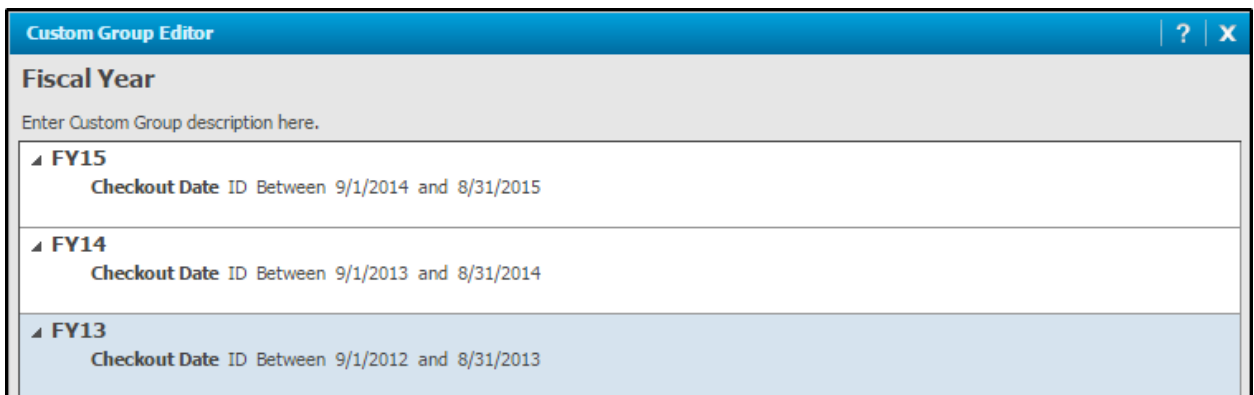 Custom Group Editor ? X
Fiscal Year
Enter Custom Group description here.
FY15
Checkout Date ID Between 9/1/2014 and 8/31/2015
FY14
Checkout Date ID Between 9/1/2013 and 8/31/2014
FY13
Checkout Date ID Between 9/1/2012 and 8/31/2013